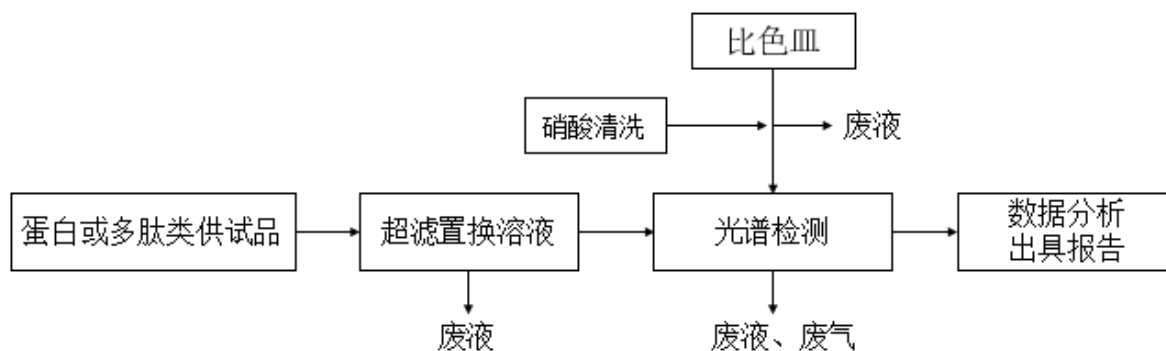 比色皿
硝酸清洗
废液
蛋白或多肽类供试品
超滤置换溶液
光谱检测
数据分析
出具报告
废液
废液、废气